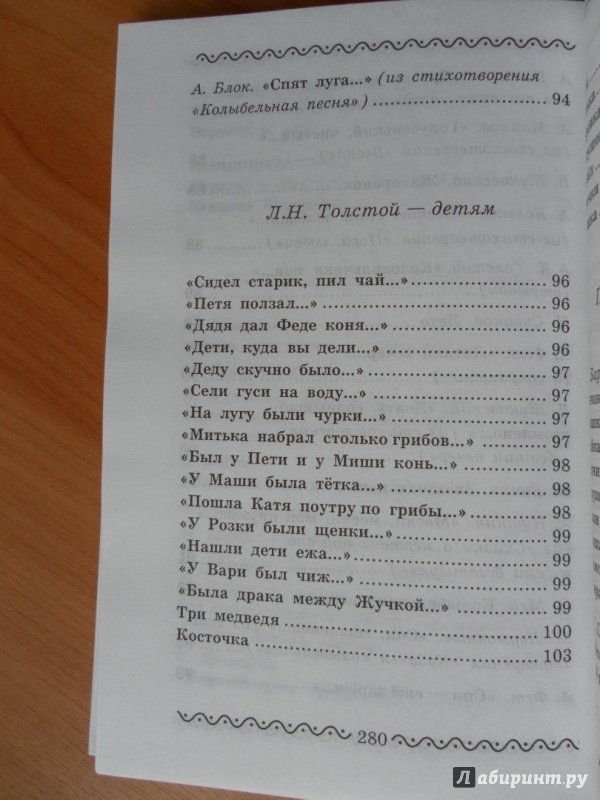 А. Блок. «Спят луга...» (из стихотворения
«Колыбельная песня») .......................... 94
Л.Н. Толстой — детям
«Сидел старик, пил чай...» ..................... 96
«Петя ползал...» ..................................... 96
«Дядя дал Феде коня...» ......................... 96
«Дети, куда вы дели...» .......................... 96
«Деду скучно было...» ............................ 97
«Сели гуси на воду...» ............................ 97
«На лугу были чурки...» ......................... 97
«Митька набрал столько грибов...» ......... 97
«Был у Пети и у Миши конь...» .............. 98
«У Маши была тётка...» ......................... 98
«Пошла Катя поутру по грибы...» ........... 98
«У Розки были щенки...» ....................... 99
«Нашли дети ежа...» .............................. 99
«У Вари был чиж...» .............................. 99
«Была драка между Жучкой...» .............. 99
Три медведя .......................................... 100
Косточка ............................................... 103
280
Лабиринт.ру